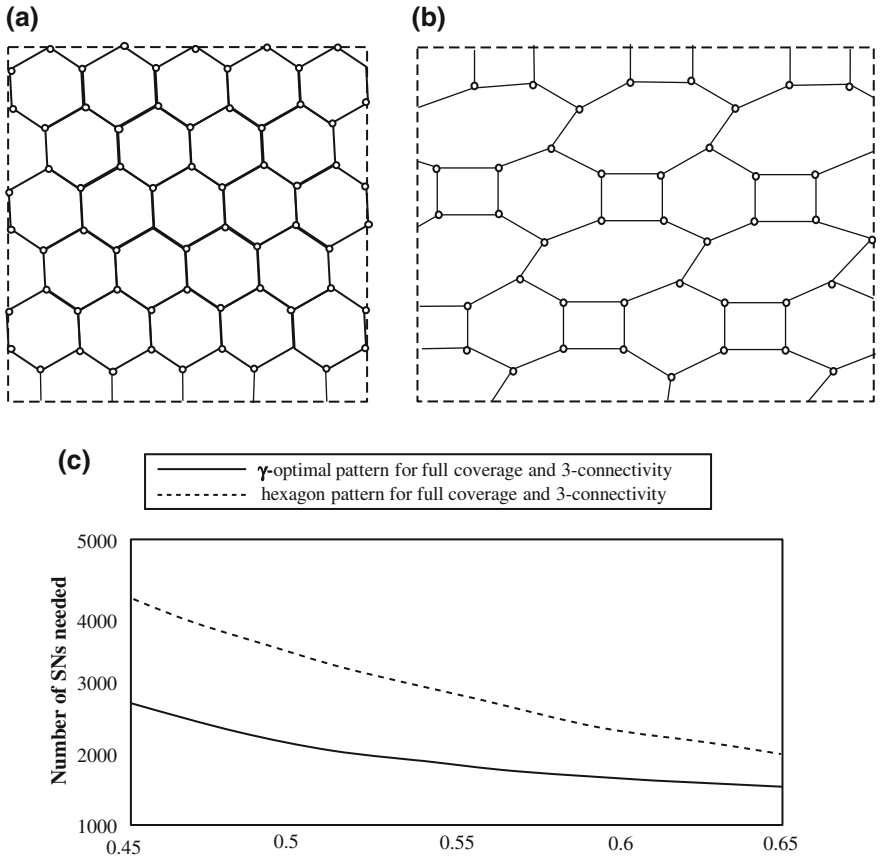 (a)
(b)
(c)
γ-optimal pattern for full coverage and 3-connectivity
hexagon pattern for full coverage and 3-connectivity
Number of SNs needed
5000
4000
3000
2000
1000
0.45
0.5
0.55
0.6
0.65